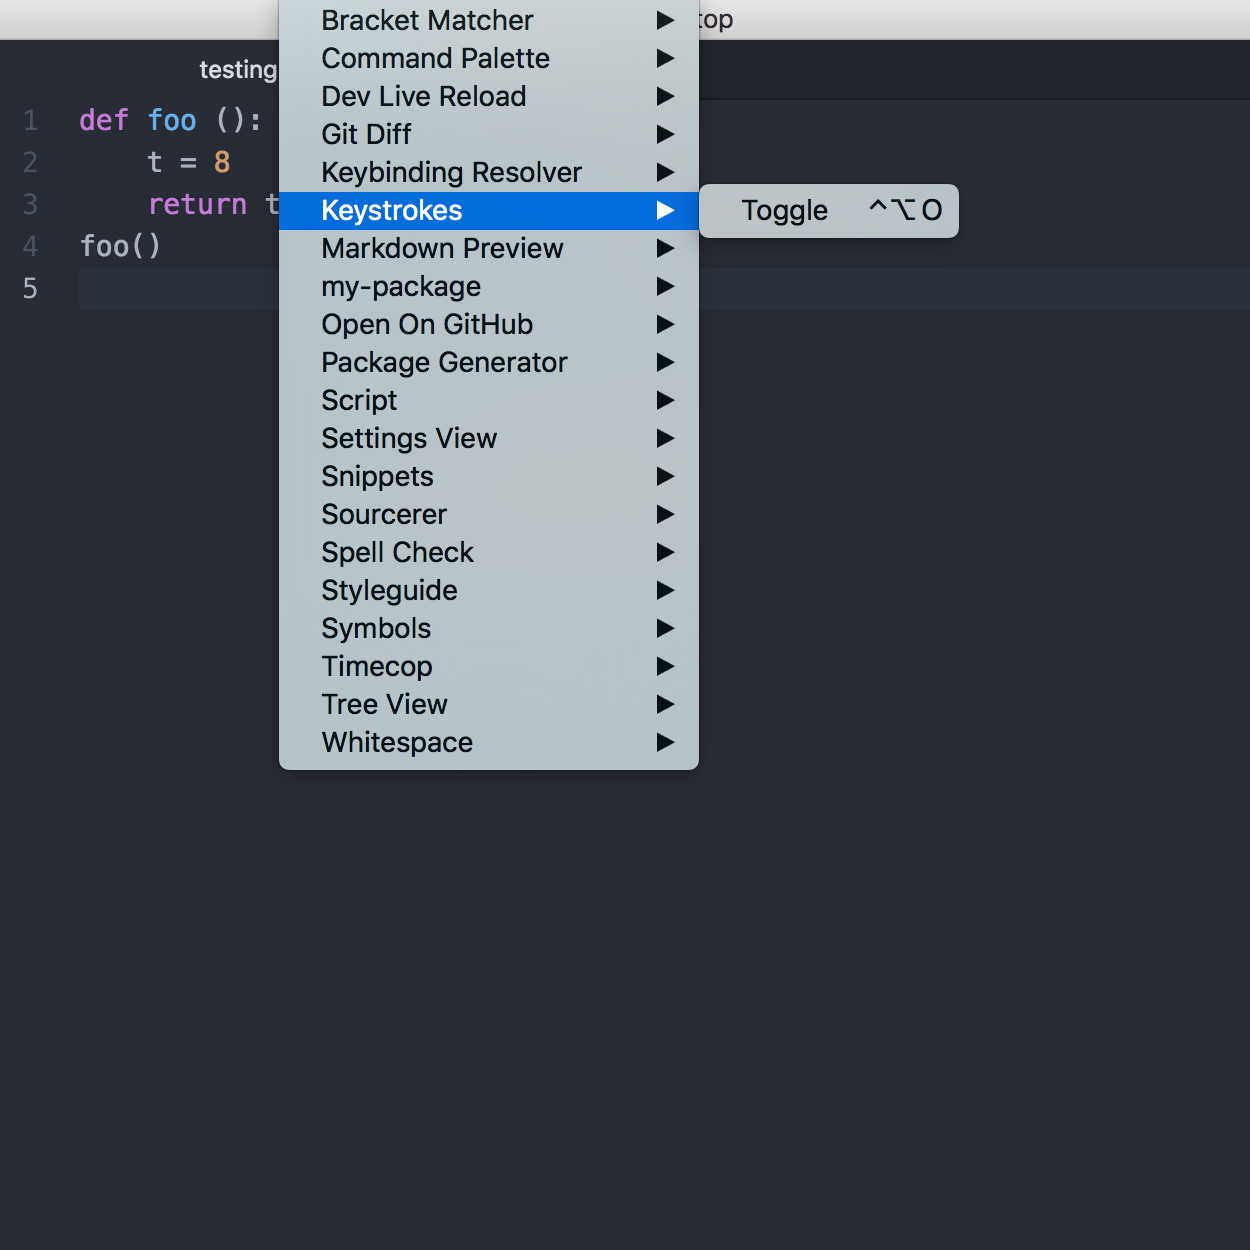 top
testing
1 def foo ():
2 t = 8
3 return t
4 foo()
5
Bracket Matcher
Command Palette
Dev Live Reload
Git Diff
Keybinding Resolver
Keystrokes
Toggle ⌃⌥O
Markdown Preview
my-package
Open On GitHub
Package Generator
Script
Settings View
Snippets
Sourcerer
Spell Check
Styleguide
Symbols
Timecop
Tree View
Whitespace